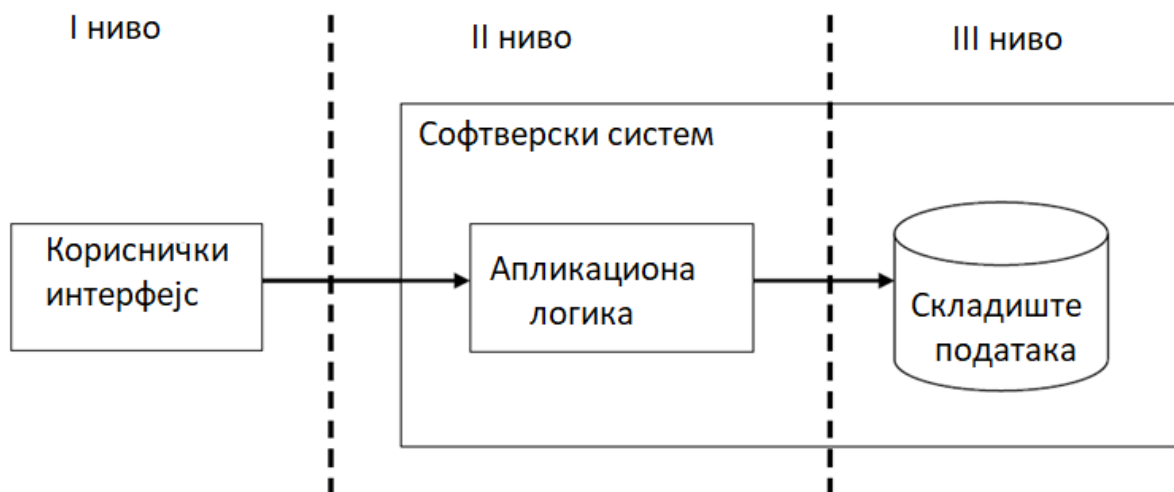 I ниво
II ниво
III ниво
Софтверски систем
Кориснички
интерфејс
Апликациона
логика
Складиште
података